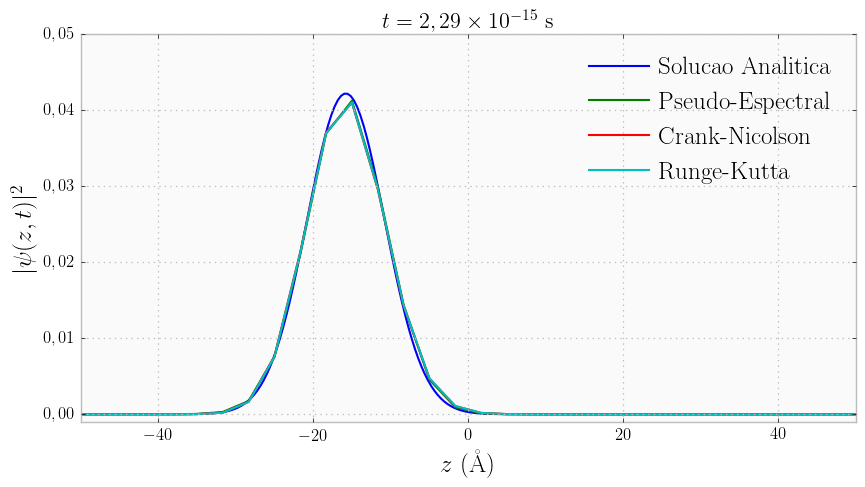 t = 2,29 × 10⁻¹⁵ s
0,05
0,04
0,03
0,02
0,01
0,00
|ψ(z, t)|²
Solucao Analitica
Pseudo-Espectral
Crank-Nicolson
Runge-Kutta
−40 −20 0 20 40
z (Å)